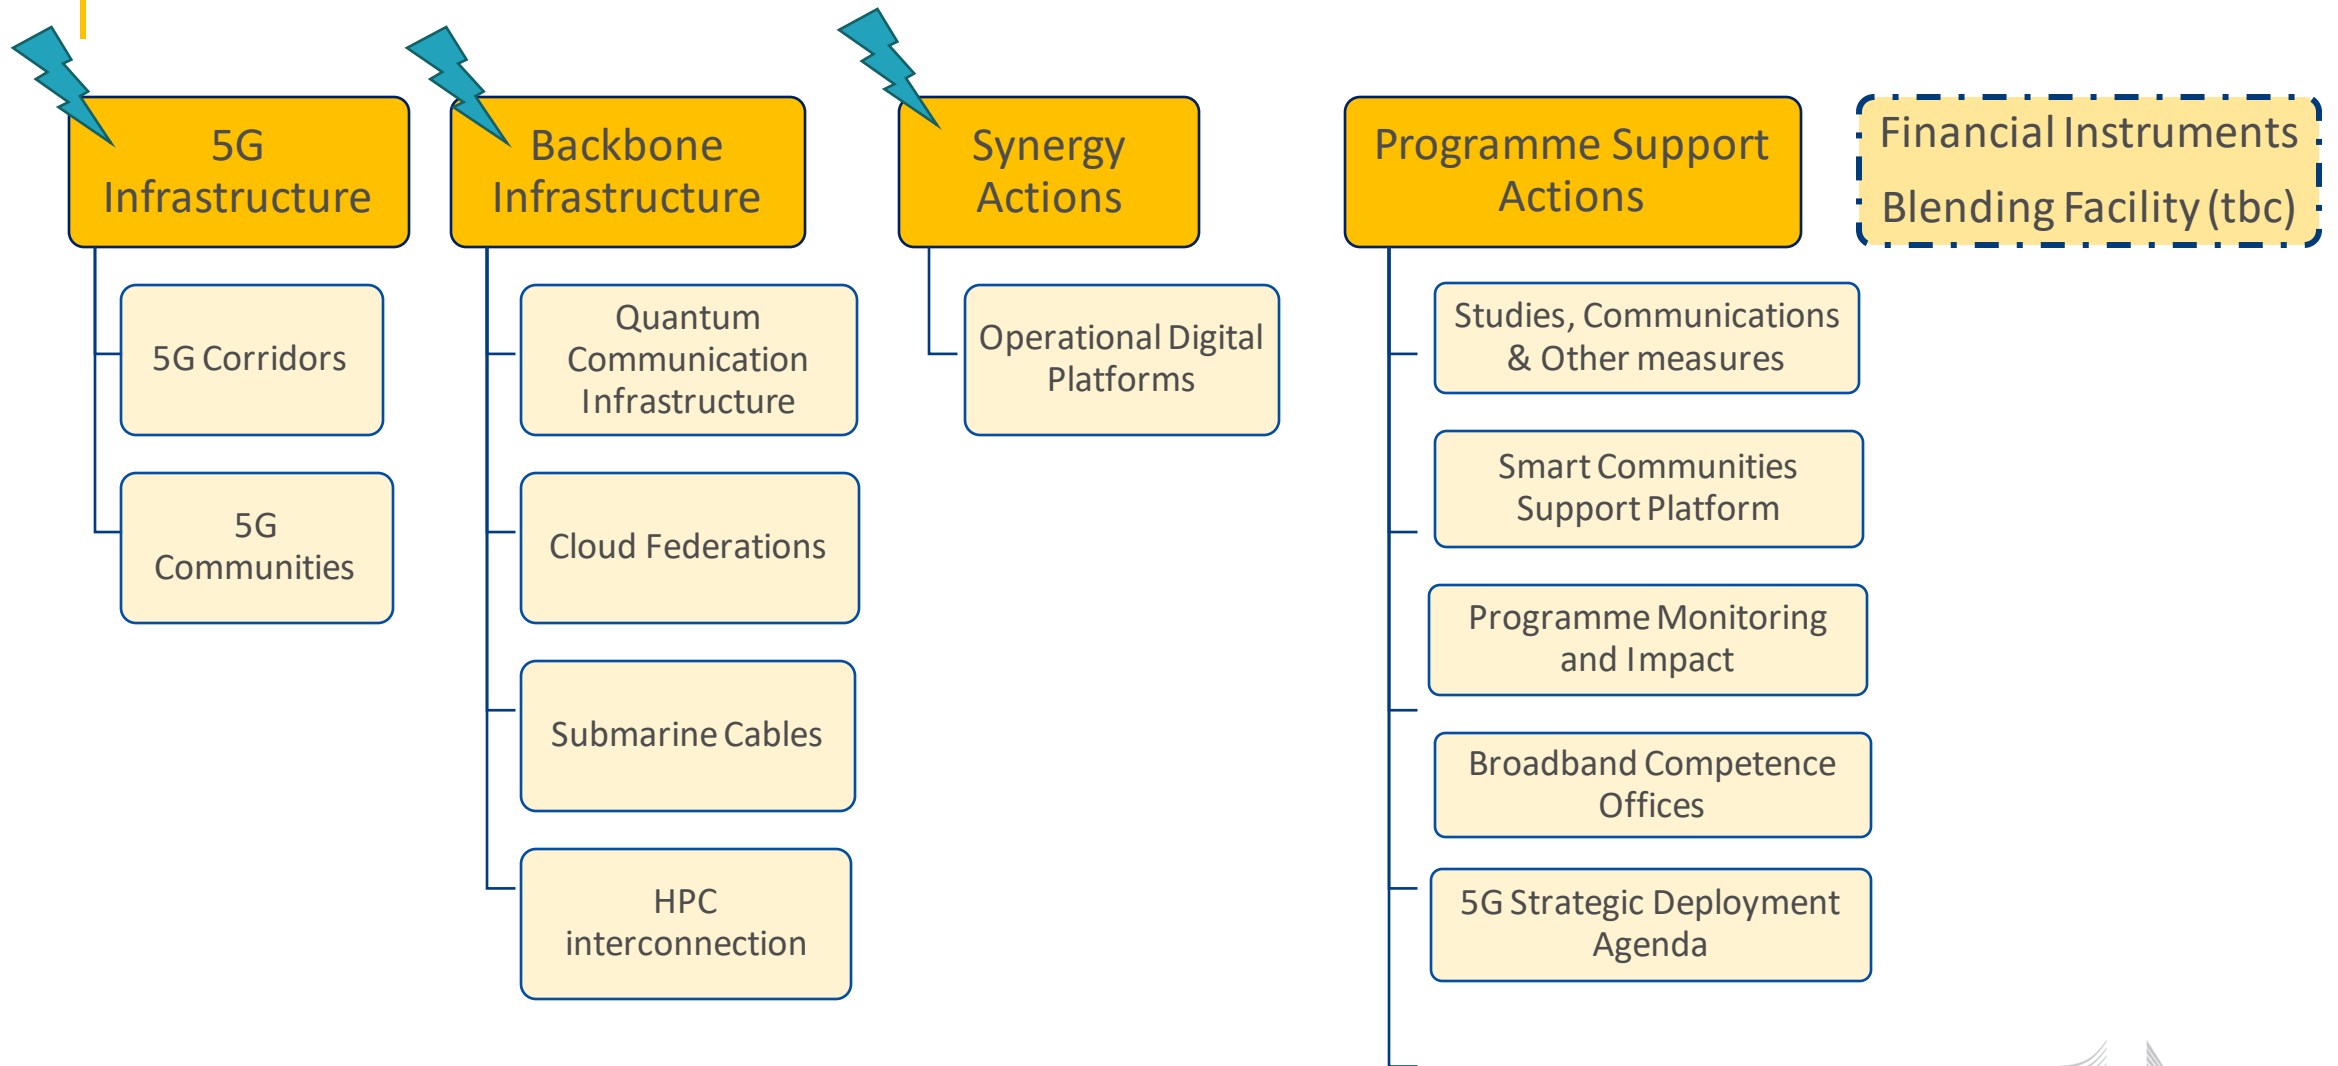 5G
Infrastructure
5G Corridors
5G
Communities
Backbone
Infrastructure
Quantum
Communication
Infrastructure
Cloud Federations
Submarine Cables
HPC
interconnection
Synergy
Actions
Operational Digital
Platforms
Programme Support
Actions
Studies, Communications
& Other measures
Smart Communities
Support Platform
Programme Monitoring
and Impact
Broadband Competence
Offices
5G Strategic Deployment
Agenda
Financial Instruments
Blending Facility (tbc)